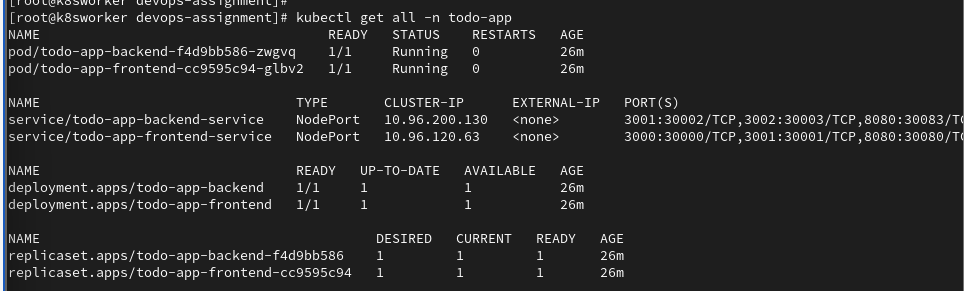 [root@k8sworker devops-assignment]#
[root@k8sworker devops-assignment]# kubectl get all -n todo-app
NAME READY STATUS RESTARTS AGE
pod/todo-app-backend-f4d9bb586-zwgvq 1/1 Running 0 26m
pod/todo-app-frontend-cc9595c94-glbv2 1/1 Running 0 26m
NAME TYPE CLUSTER-IP EXTERNAL-IP PORT(S)
service/todo-app-backend-service NodePort 10.96.200.130 <none> 3001:30002/TCP,3002:30003/TCP,8080:30083/TC
service/todo-app-frontend-service NodePort 10.96.120.63 <none> 3000:30000/TCP,3001:30001/TCP,8080:30080/TC
NAME READY UP-TO-DATE AVAILABLE AGE
deployment.apps/todo-app-backend 1/1 1 1 26m
deployment.apps/todo-app-frontend 1/1 1 1 26m
NAME DESIRED CURRENT READY AGE
replicaset.apps/todo-app-backend-f4d9bb586 1 1 1 26m
replicaset.apps/todo-app-frontend-cc9595c94 1 1 1 26m